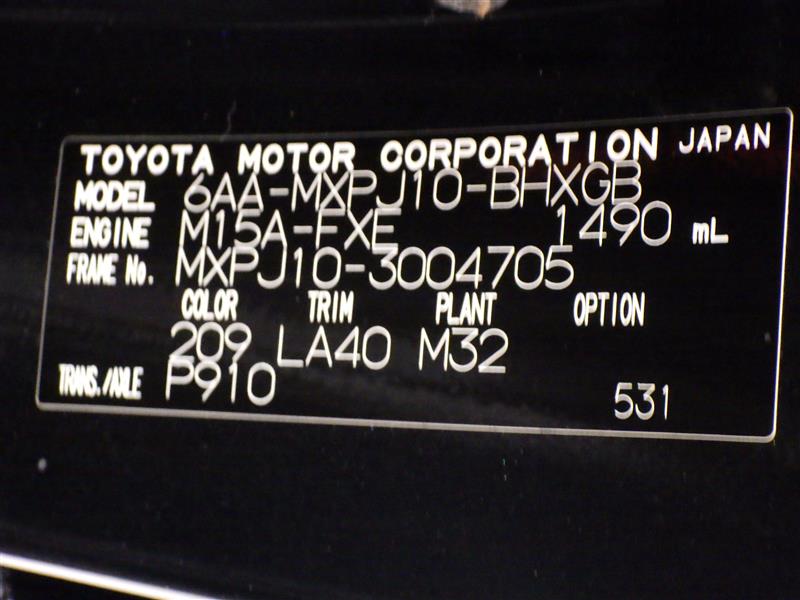 TOYOTA MOTOR CORPORATION JAPAN
MODEL 6AA-MXPJ10-BHXGB
ENGINE M15A-FXE 1490 mL
FRAME No. MXPJ10-3004705
COLOR TRIM PLANT OPTION
209 LA40 M32
TRANS./AXLE P910 531